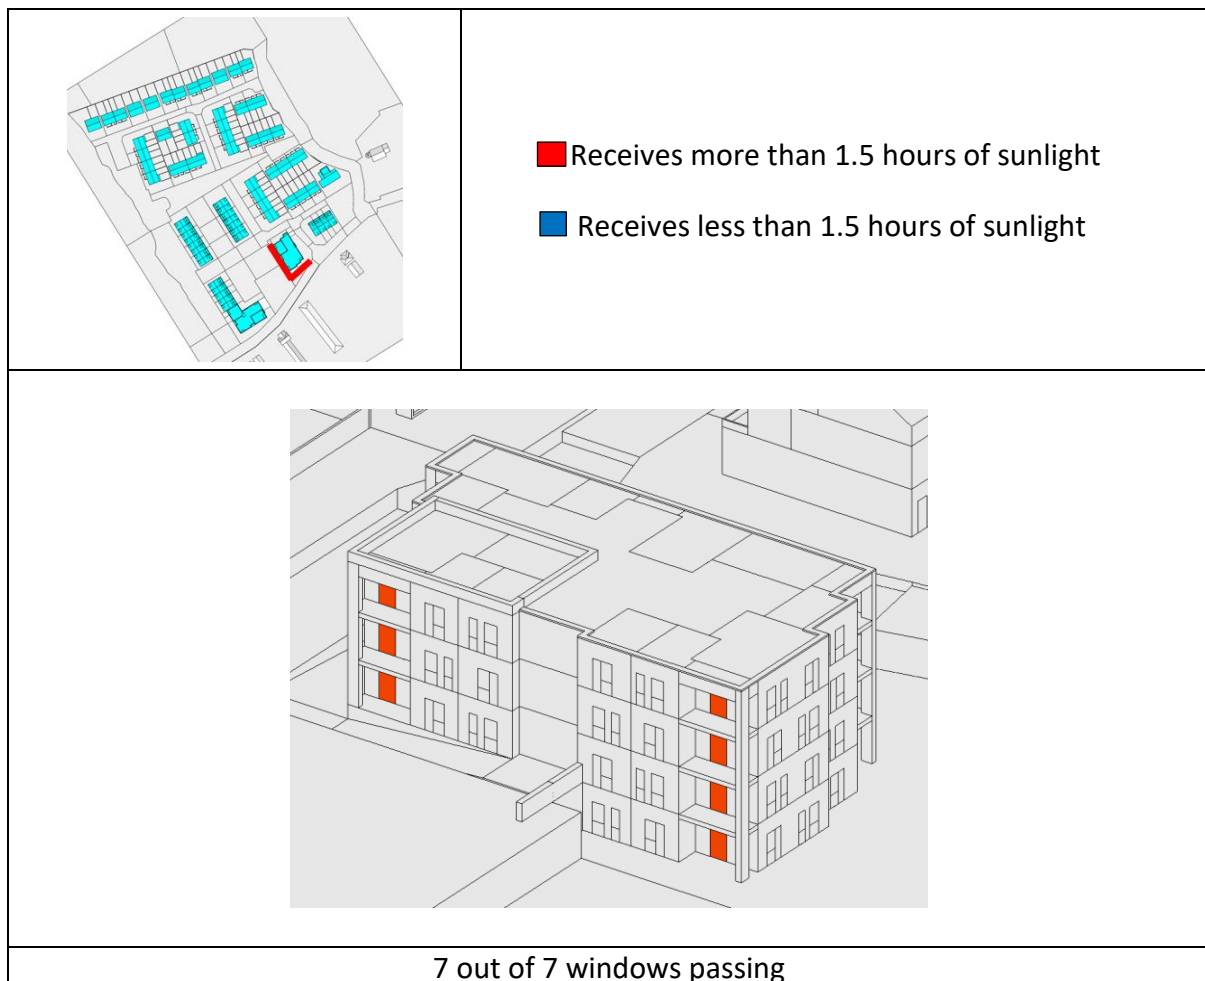 Receives more than 1.5 hours of sunlight
Receives less than 1.5 hours of sunlight
7 out of 7 windows passing